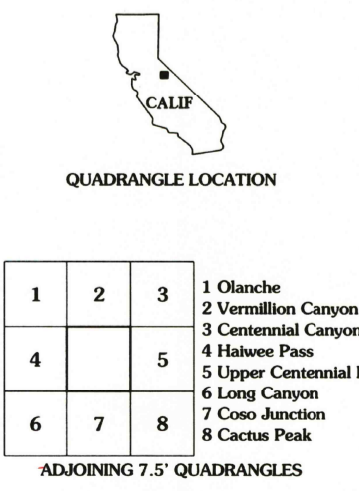 CALIF
QUADRANGLE LOCATION
1 2 3
4 5
6 7 8
1 Olanche
2 Vermillion Canyon
3 Centennial Canyon
4 Haiwee Pass
5 Upper Centennial
6 Long Canyon
7 Coso Junction
8 Cactus Peak
ADJOINING 7.5' QUADRANGLES